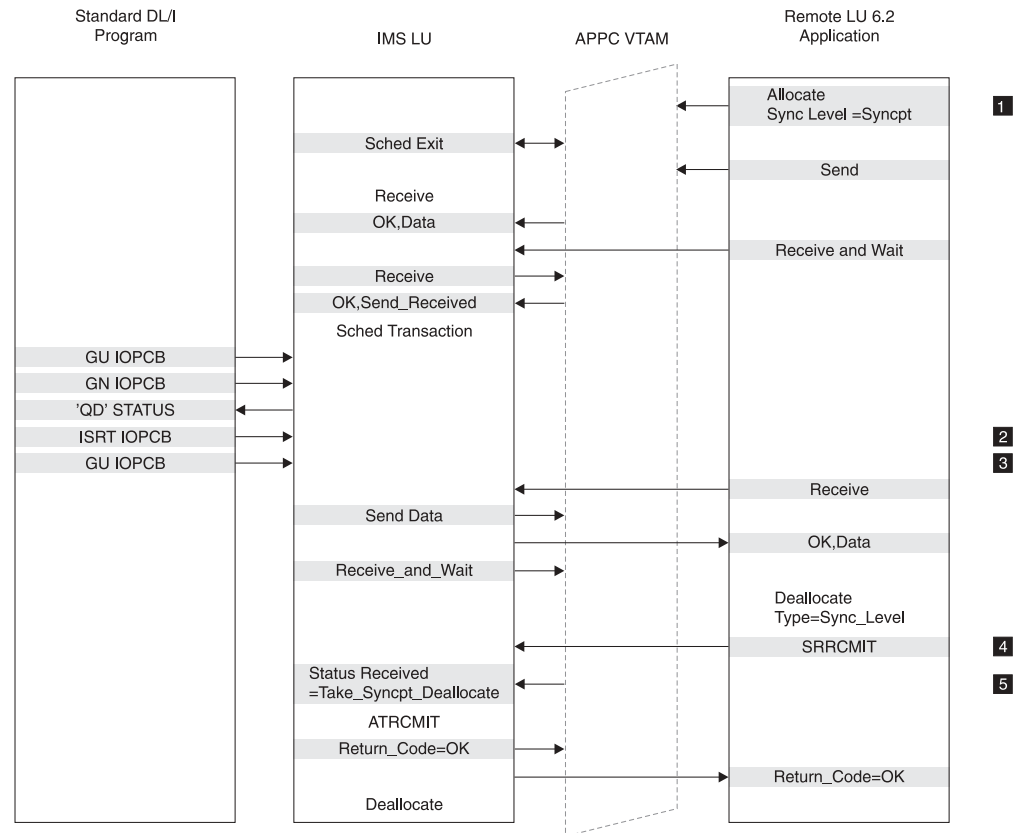 Standard DL/I
Program
IMS LU
APPC VTAM
Remote LU 6.2
Application
Allocate
Sync Level =Syncpt
1
Sched Exit
Send
Receive
OK,Data
Receive and Wait
Receive
OK,Send_Received
Sched Transaction
GU IOPCB
GN IOPCB
'QD' STATUS
ISRT IOPCB
2
GU IOPCB
3
Receive
Send Data
OK,Data
Receive_and_Wait
Deallocate
Type=Sync_Level
SRRCMIT
4
Status Received
=Take_Syncpt_Deallocate
5
ATRCMIT
Return_Code=OK
Return_Code=OK
Deallocate